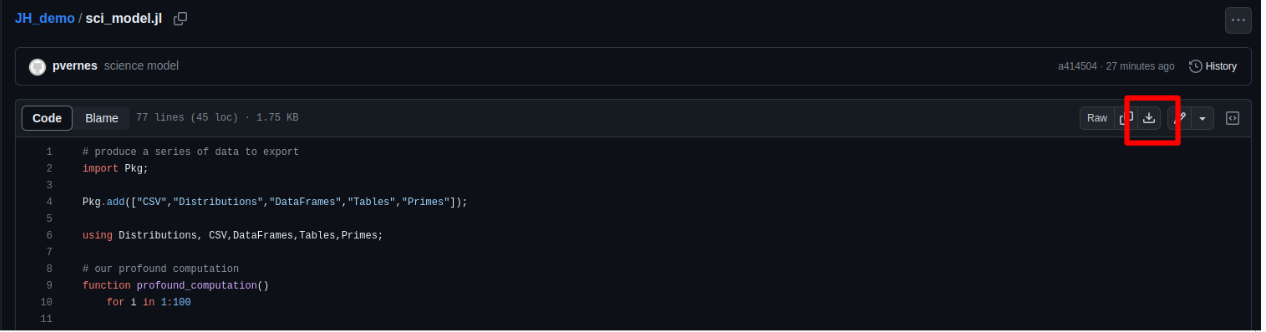 JH_demo / sci_model.jl
pvernes science model a414504 · 27 minutes ago History
Code Blame 77 lines (45 loc) · 1.75 KB Raw
1 # produce a series of data to export
2 import Pkg;
3
4 Pkg.add(["CSV","Distributions","DataFrames","Tables","Primes"]);
5
6 using Distributions, CSV,DataFrames,Tables,Primes;
7
8 # our profound computation
9 function profound_computation()
10 for i in 1:100
11